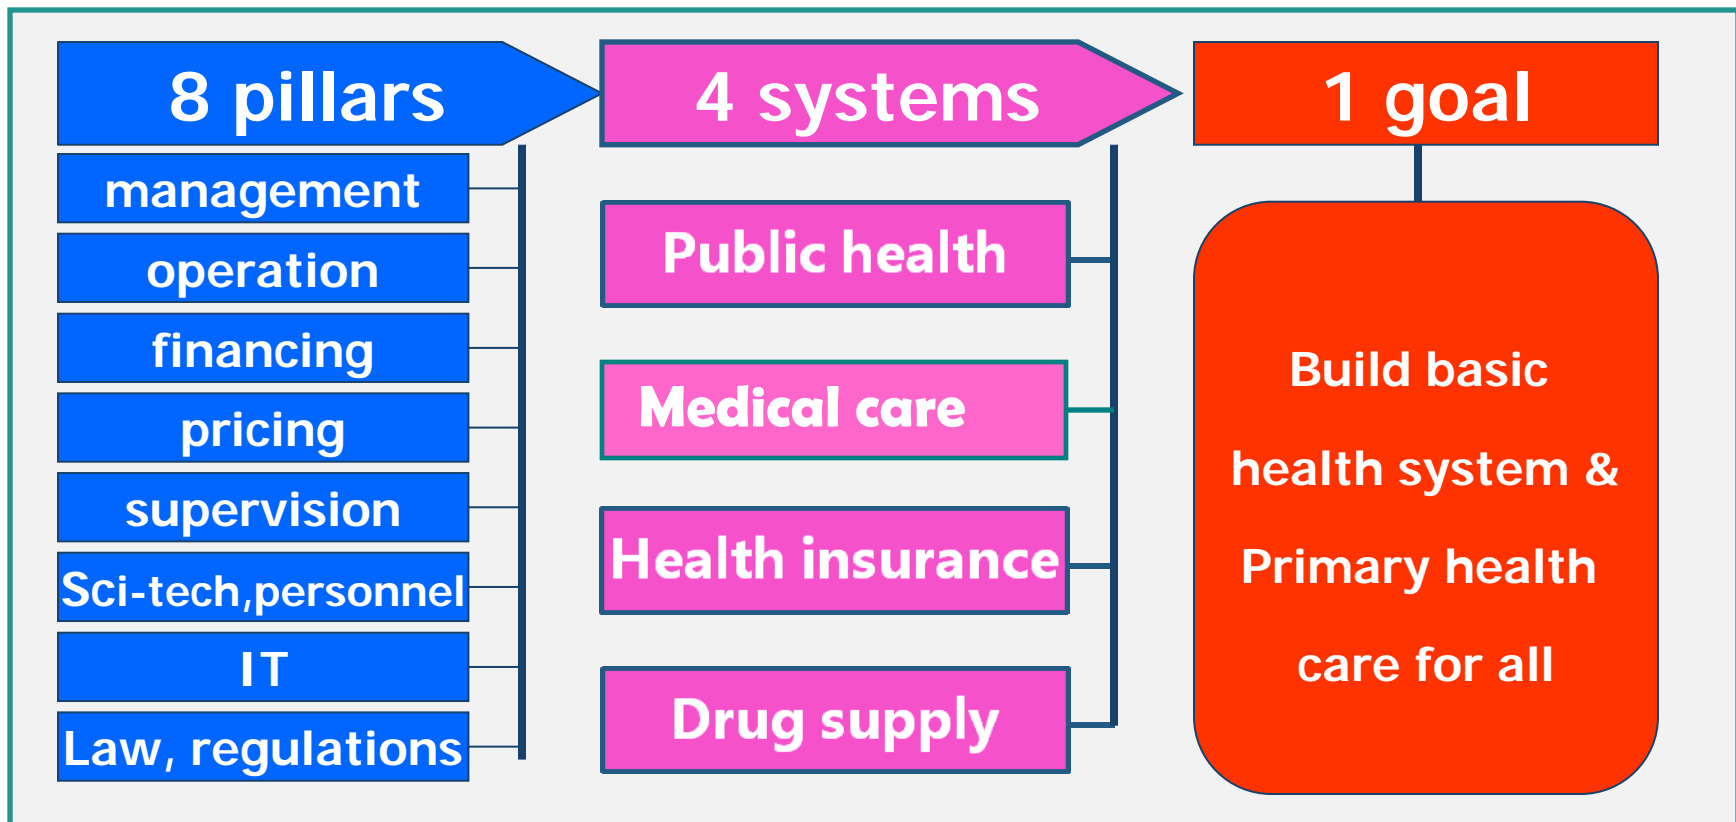 8 pillars
management
operation
financing
pricing
supervision
Sci-tech,personnel
IT
Law, regulations
4 systems
Public health
Medical care
Health insurance
Drug supply
1 goal
Build basic
health system &
Primary health
care for all